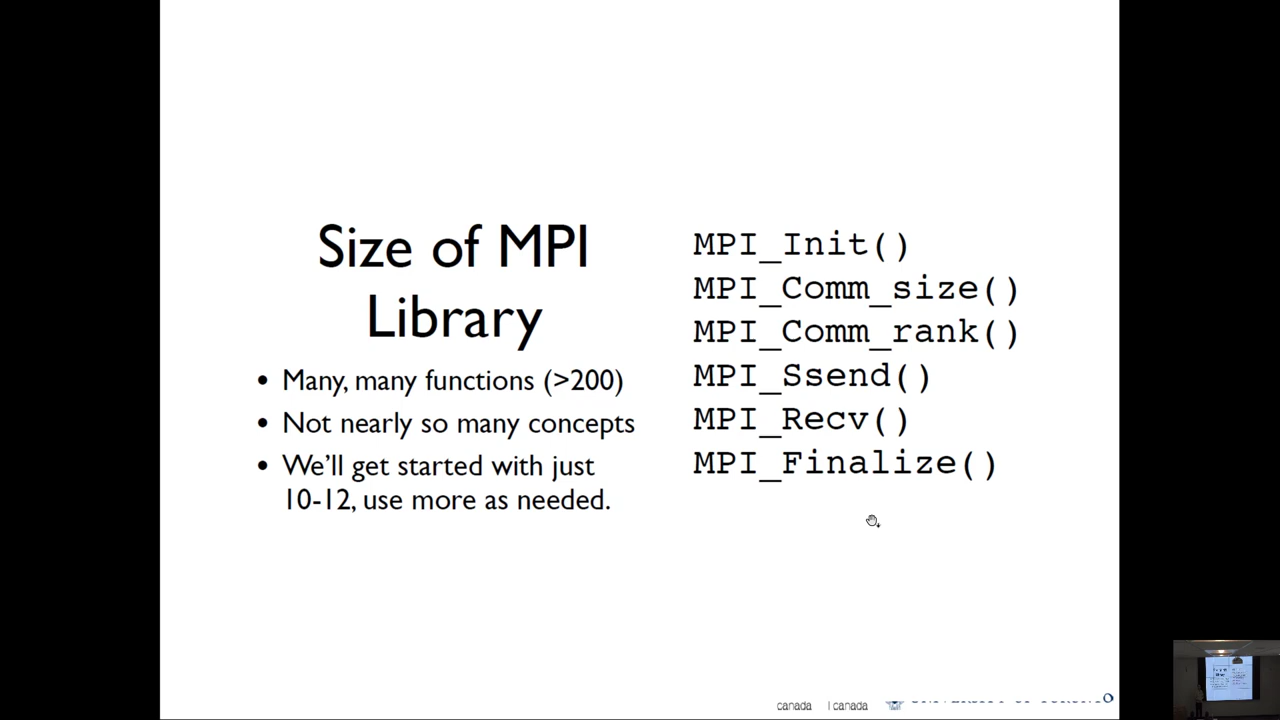 Size of MPI
Library
• Many, many functions (>200)
• Not nearly so many concepts
• We'll get started with just
10-12, use more as needed.
MPI_Init()
MPI_Comm_size()
MPI_Comm_rank()
MPI_Ssend()
MPI_Recv()
MPI_Finalize()
canada
canada